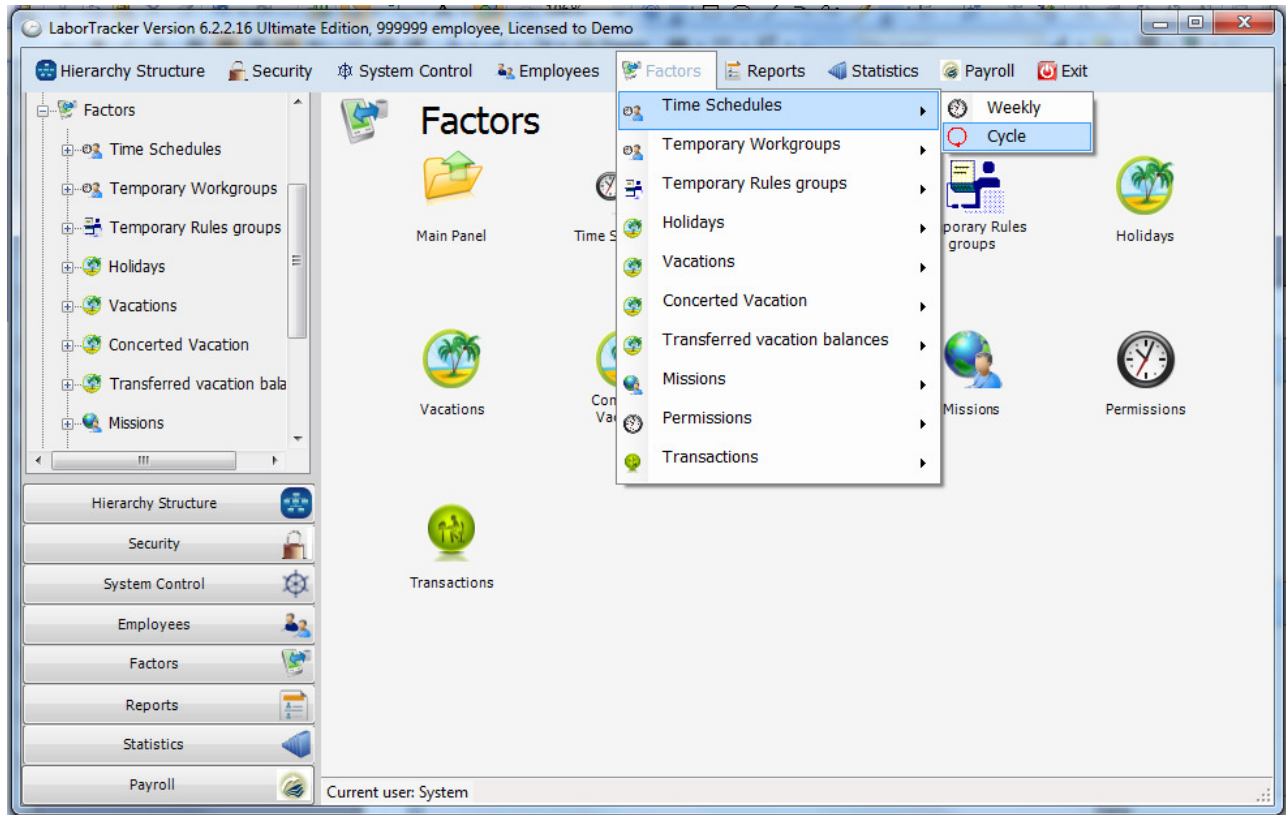 LaborTracker Version 6.2.2.16 Ultimate Edition, 999999 employee, Licensed to Demo
Hierarchy Structure Security System Control Employees Factors Reports Statistics Payroll Exit
Factors
Time Schedules
Temporary Workgroups
Temporary Rules groups
Holidays
Vacations
Concerted Vacation
Transferred vacation bala
Missions
Hierarchy Structure
Security
System Control
Employees
Factors
Reports
Statistics
Payroll
Factors
Main Panel
Time S
porary Rules
groups
Holidays
Vacations
Con
Va
Missions
Permissions
Transactions
Time Schedules
Temporary Workgroups
Temporary Rules groups
Holidays
Vacations
Concerted Vacation
Transferred vacation balances
Missions
Permissions
Transactions
Weekly
Cycle
Current user: System